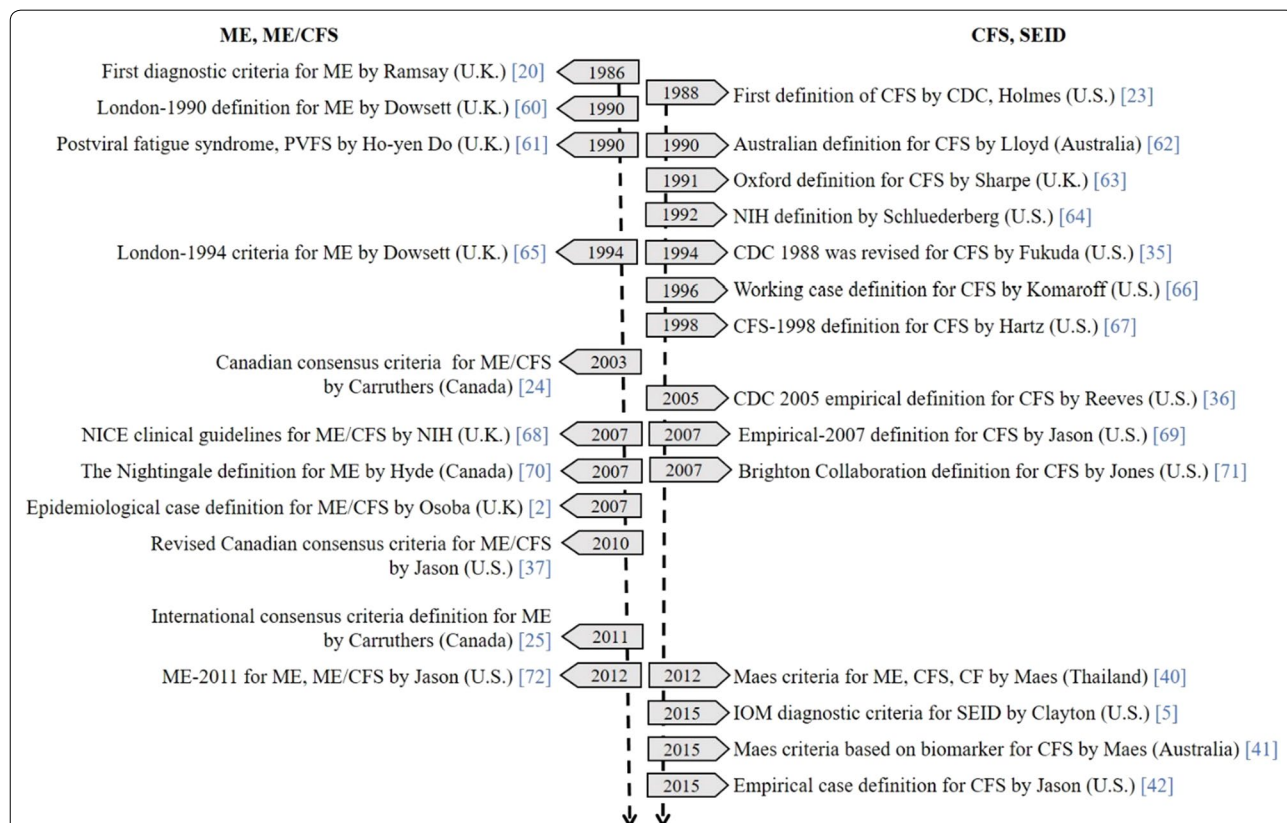 ME, ME/CFS
CFS, SEID
First diagnostic criteria for ME by Ramsay (U.K.) [20]
1986
1988
First definition of CFS by CDC, Holmes (U.S.) [23]
London-1990 definition for ME by Dowsett (U.K.) [60]
1990
Postviral fatigue syndrome, PVFS by Ho-yen Do (U.K.) [61]
1990
1990
Australian definition for CFS by Lloyd (Australia) [62]
1991
Oxford definition for CFS by Sharpe (U.K.) [63]
1992
NIH definition by Schluederberg (U.S.) [64]
London-1994 criteria for ME by Dowsett (U.K.) [65]
1994
1994
CDC 1988 was revised for CFS by Fukuda (U.S.) [35]
1996
Working case definition for CFS by Komaroff (U.S.) [66]
1998
CFS-1998 definition for CFS by Hartz (U.S.) [67]
Canadian consensus criteria for ME/CFS
by Carruthers (Canada) [24]
2003
2005
CDC 2005 empirical definition for CFS by Reeves (U.S.) [36]
NICE clinical guidelines for ME/CFS by NIH (U.K.) [68]
2007
2007
Empirical-2007 definition for CFS by Jason (U.S.) [69]
The Nightingale definition for ME by Hyde (Canada) [70]
2007
2007
Brighton Collaboration definition for CFS by Jones (U.S.) [71]
Epidemiological case definition for ME/CFS by Osoba (U.K) [2]
2007
Revised Canadian consensus criteria for ME/CFS
by Jason (U.S.) [37]
2010
International consensus criteria definition for ME
by Carruthers (Canada) [25]
2011
ME-2011 for ME, ME/CFS by Jason (U.S.) [72]
2012
2012
Maes criteria for ME, CFS, CF by Maes (Thailand) [40]
2015
IOM diagnostic criteria for SEID by Clayton (U.S.) [5]
2015
Maes criteria based on biomarker for CFS by Maes (Australia) [41]
2015
Empirical case definition for CFS by Jason (U.S.) [42]